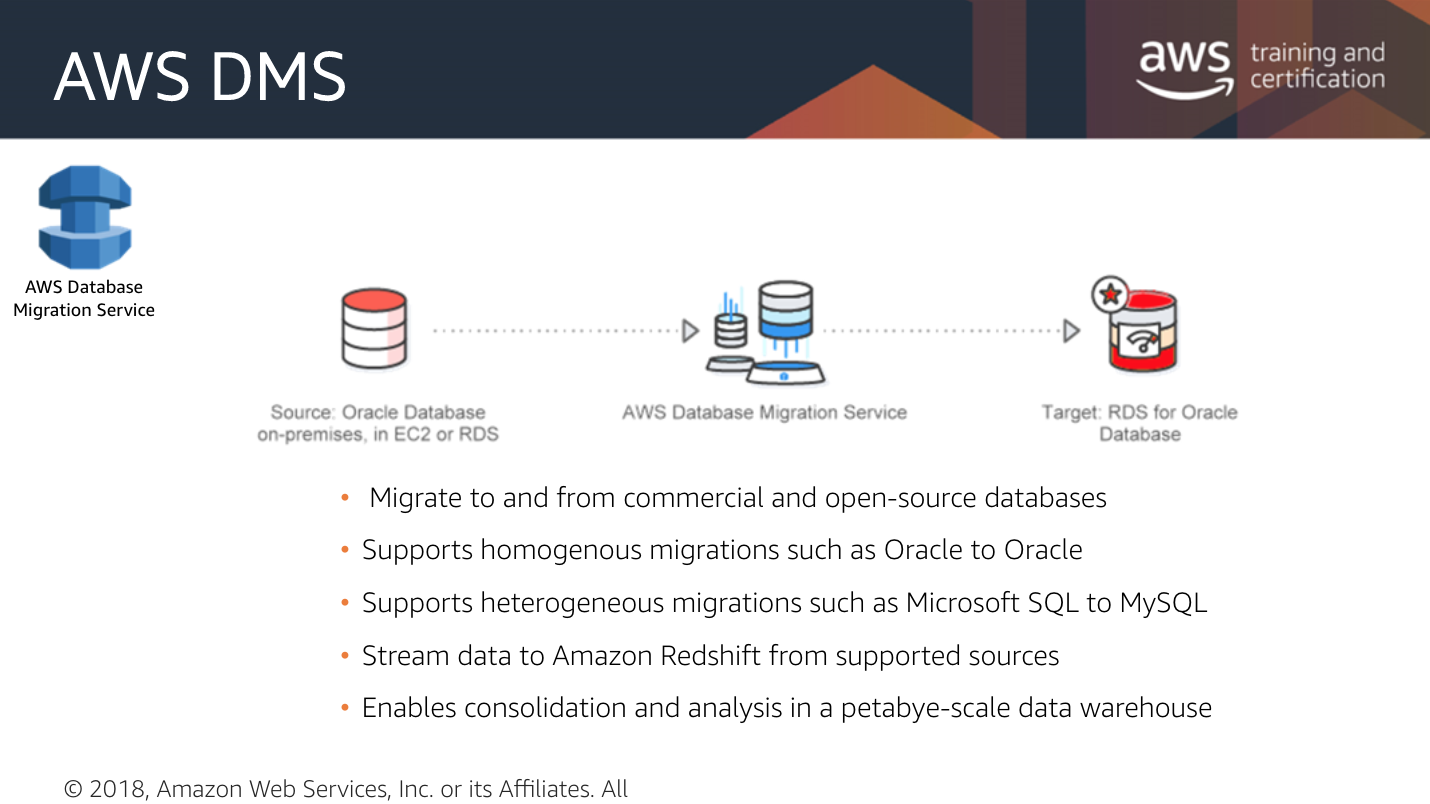 AWS DMS
aws training and
certification
AWS Database
Migration Service
Source: Oracle Database
on-premises, in EC2 or RDS
AWS Database Migration Service
Target: RDS for Oracle
Database
• Migrate to and from commercial and open-source databases
• Supports homogenous migrations such as Oracle to Oracle
• Supports heterogeneous migrations such as Microsoft SQL to MySQL
• Stream data to Amazon Redshift from supported sources
• Enables consolidation and analysis in a petabye-scale data warehouse
© 2018, Amazon Web Services, Inc. or its Affiliates. All